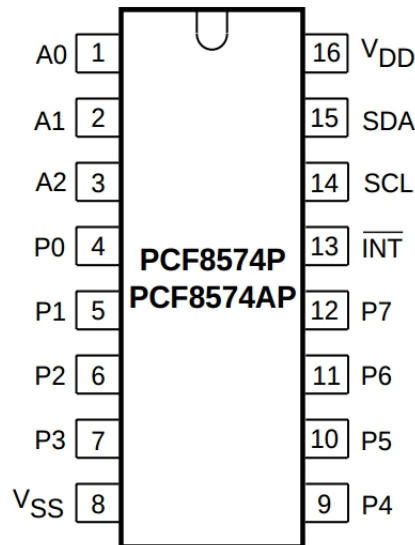 A0 1 16 VDD
A1 2 15 SDA
A2 3 14 SCL
P0 4 13 INT
PCF8574P
PCF8574AP
P1 5 12 P7
P2 6 11 P6
P3 7 10 P5
VSS 8 9 P4